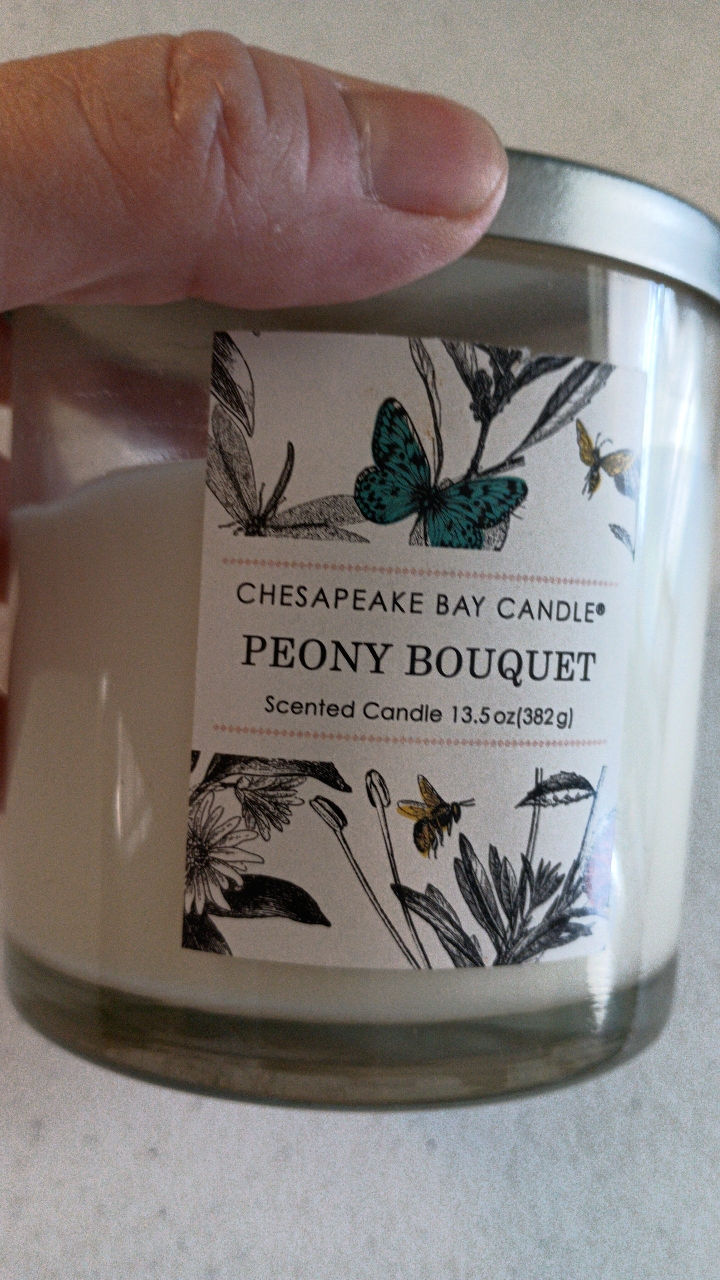 CHESAPEAKE BAY CANDLE®
PEONY BOUQUET
Scented Candle 13.5oz(382g)